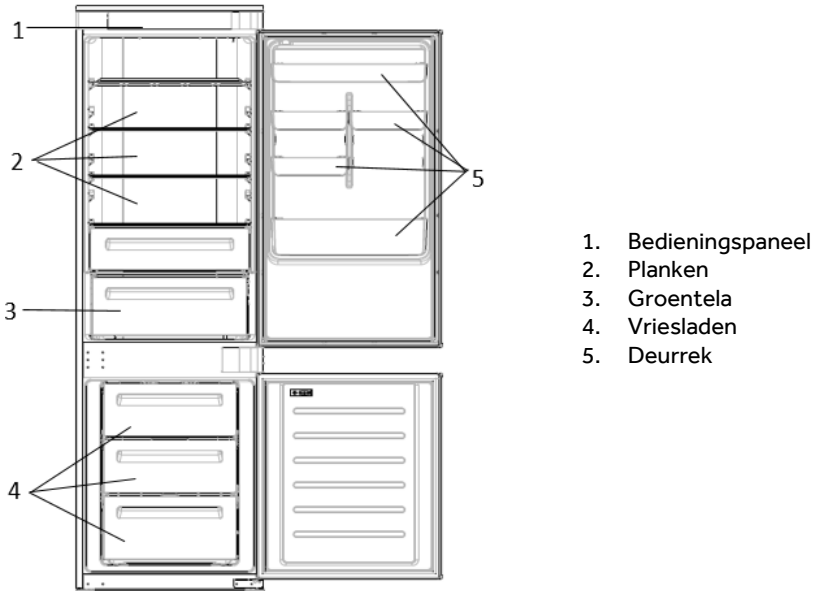 1
2
3
4
5
1. Bedieningspaneel
2. Planken
3. Groentela
4. Vriesladen
5. Deurrek